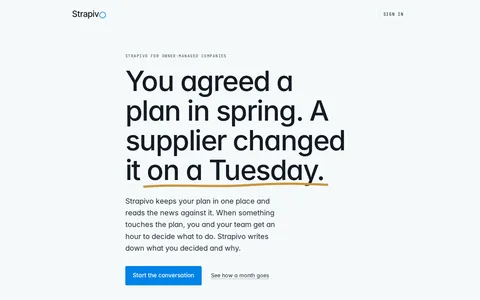 Strapivo
SIGN IN
STRAPIVO FOR OWNER-MANAGED COMPANIES
You agreed a
plan in spring. A
supplier changed
it on a Tuesday.
Strapivo keeps your plan in one place and
reads the news against it. When something
touches the plan, you and your team get an
hour to decide what to do. Strapivo writes
down what you decided and why.
Start the conversation
See how a month goes